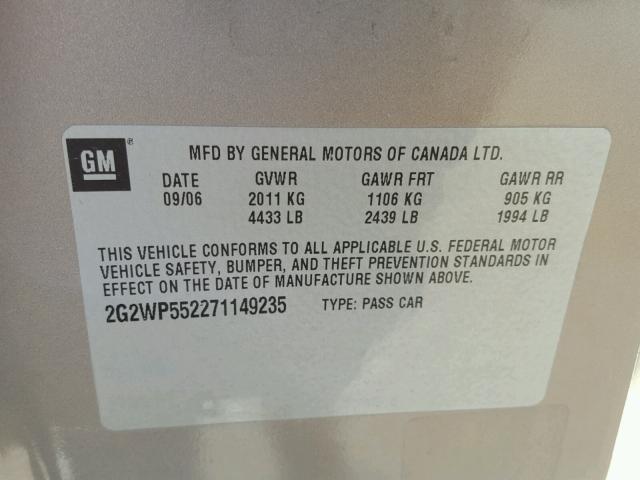 GM®
MFD BY GENERAL MOTORS OF CANADA LTD.
DATE GVWR GAWR FRT GAWR RR
09/06 2011 KG 1106 KG 905 KG
4433 LB 2439 LB 1994 LB
THIS VEHICLE CONFORMS TO ALL APPLICABLE U.S. FEDERAL MOTOR
VEHICLE SAFETY, BUMPER, AND THEFT PREVENTION STANDARDS IN
EFFECT ON THE DATE OF MANUFACTURE SHOWN ABOVE.
2G2WP552271149235 TYPE: PASS CAR